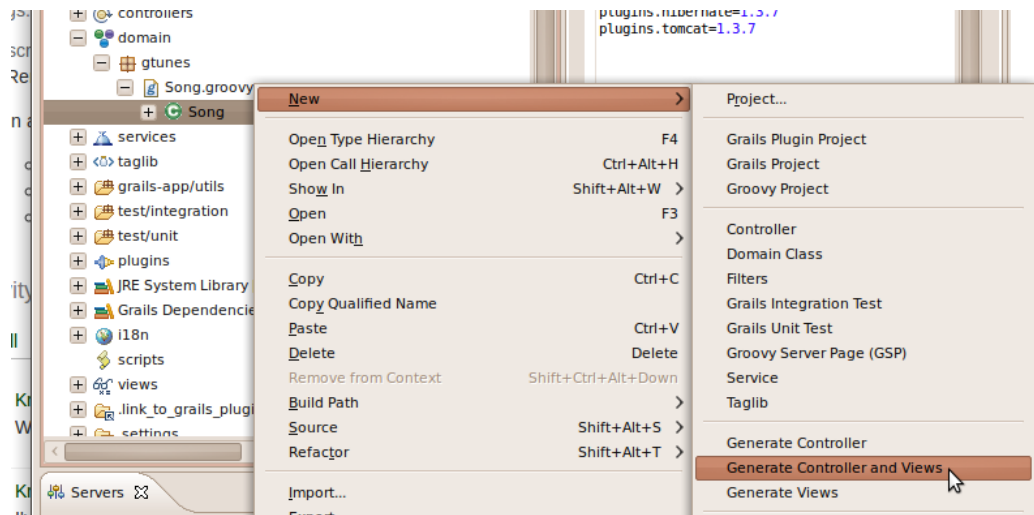 controllers
domain
gtunes
Song.groovy
Song
services
taglib
grails-app/utils
test/integration
test/unit
plugins
JRE System Library
Grails Dependencie
i18n
scripts
views
.link_to_grails_plugi
.settings
Servers
plugins.hibernate=1.3.7
plugins.tomcat=1.3.7
New
Open Type Hierarchy F4
Open Call Hierarchy Ctrl+Alt+H
Show In Shift+Alt+W
Open F3
Open With
Copy Ctrl+C
Copy Qualified Name
Paste Ctrl+V
Delete Delete
Remove from Context Shift+Ctrl+Alt+Down
Build Path
Source Shift+Alt+S
Refactor Shift+Alt+T
Import...
Project...
Grails Plugin Project
Grails Project
Groovy Project
Controller
Domain Class
Filters
Grails Integration Test
Grails Unit Test
Groovy Server Page (GSP)
Service
Taglib
Generate Controller
Generate Controller and Views
Generate Views